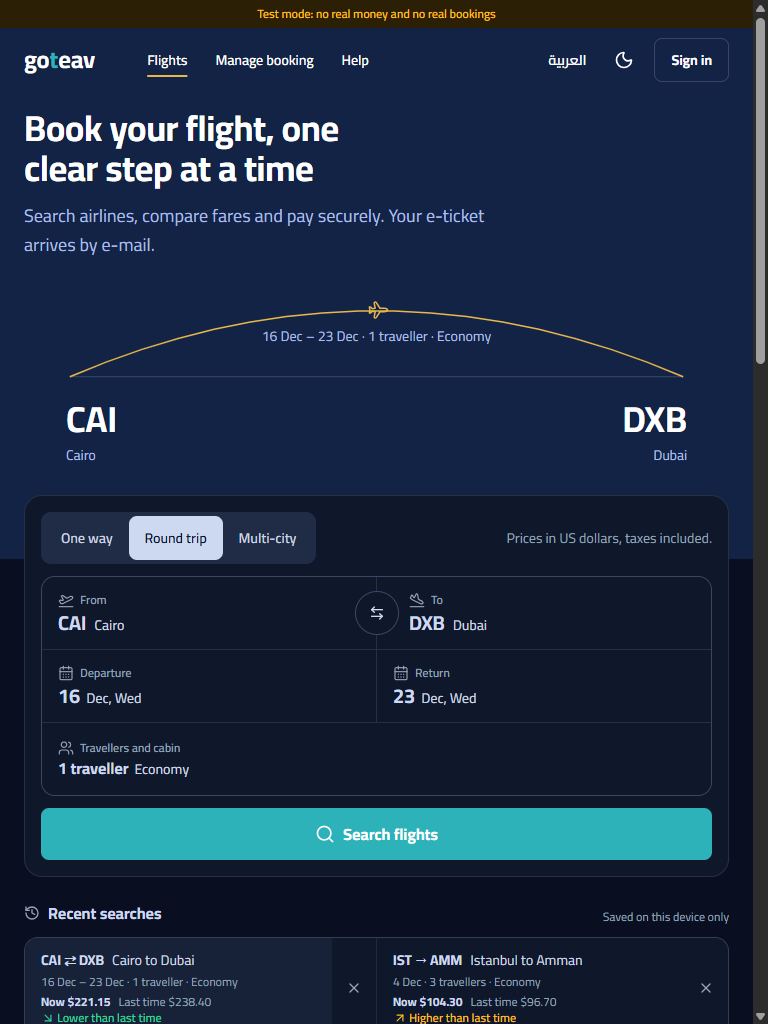 Test mode: no real money and no real bookings
goteav
Flights
Manage booking
Help
العربية
Sign in
Book your flight, one
clear step at a time
Search airlines, compare fares and pay securely. Your e-ticket
arrives by e-mail.
16 Dec – 23 Dec · 1 traveller · Economy
CAI
DXB
Cairo
Dubai
One way
Round trip
Multi-city
Prices in US dollars, taxes included.
From
CAI Cairo
To
DXB Dubai
Departure
16 Dec, Wed
Return
23 Dec, Wed
Travellers and cabin
1 traveller Economy
Search flights
Recent searches
Saved on this device only
CAI ⇄ DXB Cairo to Dubai
16 Dec – 23 Dec · 1 traveller · Economy
Now $221.15 Last time $238.40
Lower than last time
IST → AMM Istanbul to Amman
4 Dec · 3 travellers · Economy
Now $104.30 Last time $96.70
Higher than last time